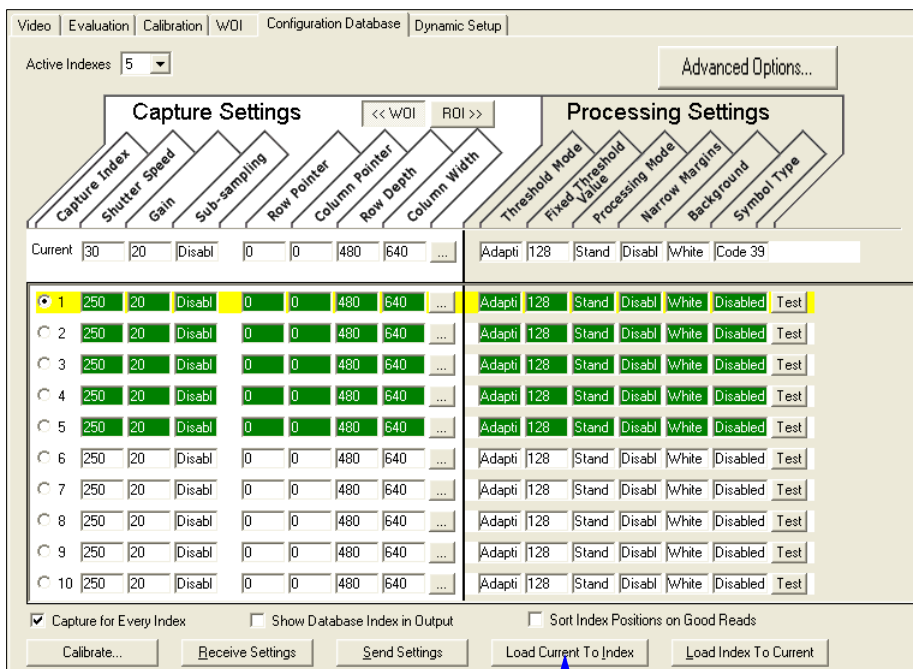 Video Evaluation Calibration WOI Configuration Database Dynamic Setup
Active Indexes 5 Advanced Options...
Capture Settings << WOI ROI >> Processing Settings
Capture Index Shutter Speed Gain Sub-sampling Row Pointer Column Pointer Row Depth Column Width Threshold Mode Fixed Threshold Value Processing Mode Narrow Margins Background Symbol Type
Current 30 20 Disabl 0 0 480 640 ... Adapti 128 Stand Disabl White Code 39
1 250 20 Disabl 0 0 480 640 ... Adapti 128 Stand Disabl White Disabled Test
2 250 20 Disabl 0 0 480 640 ... Adapti 128 Stand Disabl White Disabled Test
3 250 20 Disabl 0 0 480 640 ... Adapti 128 Stand Disabl White Disabled Test
4 250 20 Disabl 0 0 480 640 ... Adapti 128 Stand Disabl White Disabled Test
5 250 20 Disabl 0 0 480 640 ... Adapti 128 Stand Disabl White Disabled Test
6 250 20 Disabl 0 0 480 640 ... Adapti 128 Stand Disabl White Disabled Test
7 250 20 Disabl 0 0 480 640 ... Adapti 128 Stand Disabl White Disabled Test
8 250 20 Disabl 0 0 480 640 ... Adapti 128 Stand Disabl White Disabled Test
9 250 20 Disabl 0 0 480 640 ... Adapti 128 Stand Disabl White Disabled Test
10 250 20 Disabl 0 0 480 640 ... Adapti 128 Stand Disabl White Disabled Test
Capture for Every Index Show Database Index in Output Sort Index Positions on Good Reads
Calibrate... Receive Settings Send Settings Load Current To Index Load Index To Current